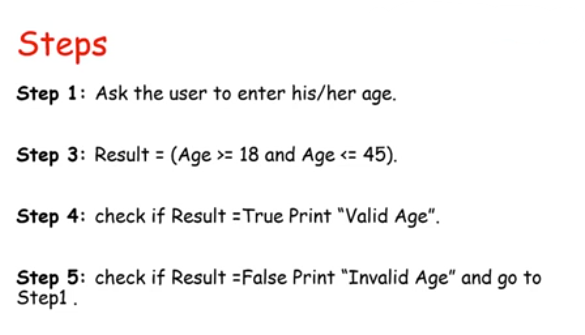 Steps
Step 1: Ask the user to enter his/her age.
Step 3: Result = (Age >= 18 and Age <= 45).
Step 4: check if Result =True Print “Valid Age”.
Step 5: check if Result =False Print “Invalid Age” and go to
Step1 .